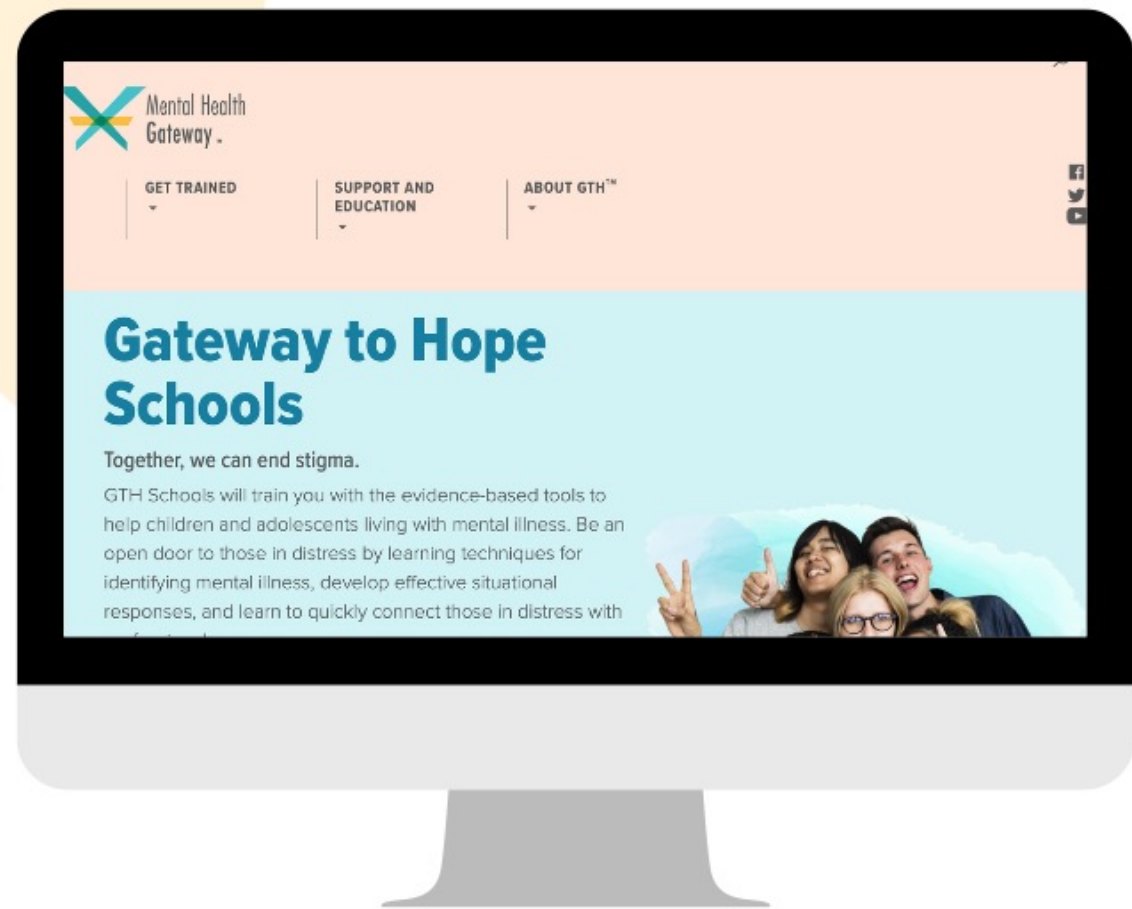 Mental Health
Gateway ™
GET TRAINED
SUPPORT AND
EDUCATION
ABOUT GTH™
Gateway to Hope
Schools
Together, we can end stigma.
GTH Schools will train you with the evidence-based tools to
help children and adolescents living with mental illness. Be an
open door to those in distress by learning techniques for
identifying mental illness, develop effective situational
responses, and learn to quickly connect those in distress with